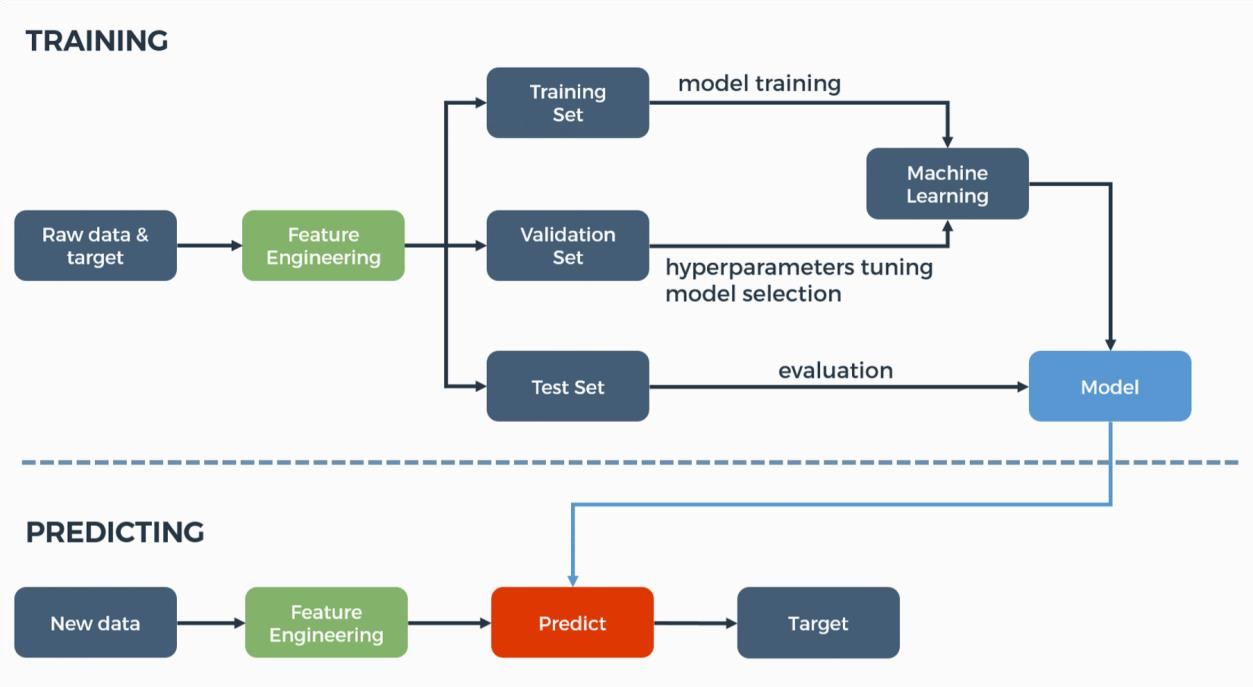 TRAINING
Training
Set
model training
Machine
Learning
Raw data &
target
Feature
Engineering
Validation
Set
hyperparameters tuning
model selection
Test Set
evaluation
Model
PREDICTING
New data
Feature
Engineering
Predict
Target